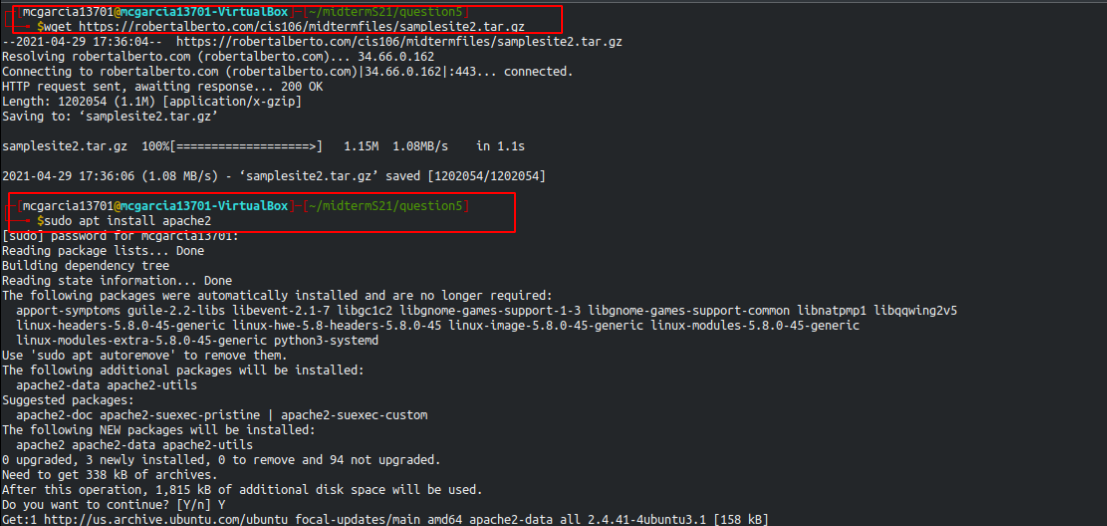 [mcgarcia13701@mcgarcia13701-VirtualBox]-[~/midtermS21/question5]
$wget https://robertalberto.com/cis106/midtermfiles/samplesite2.tar.gz
--2021-04-29 17:36:04--  https://robertalberto.com/cis106/midtermfiles/samplesite2.tar.gz
Resolving robertalberto.com (robertalberto.com)... 34.66.0.162
Connecting to robertalberto.com (robertalberto.com)|34.66.0.162|:443... connected.
HTTP request sent, awaiting response... 200 OK
Length: 1202054 (1.1M) [application/x-gzip]
Saving to: ‘samplesite2.tar.gz’
samplesite2.tar.gz  100%[===================>]   1.15M  1.08MB/s    in 1.1s
2021-04-29 17:36:06 (1.08 MB/s) - ‘samplesite2.tar.gz’ saved [1202054/1202054]
[mcgarcia13701@mcgarcia13701-VirtualBox]-[~/midtermS21/question5]
$sudo apt install apache2
[sudo] password for mcgarcia13701:
Reading package lists... Done
Building dependency tree
Reading state information... Done
The following packages were automatically installed and are no longer required:
  apport-symptoms guile-2.2-libs libevent-2.1-7 libgc1c2 libgnome-games-support-1-3 libgnome-games-support-common libnatpmp1 libqqwing2v5
  linux-headers-5.8.0-45-generic linux-hwe-5.8-headers-5.8.0-45 linux-image-5.8.0-45-generic linux-modules-5.8.0-45-generic
  linux-modules-extra-5.8.0-45-generic python3-systemd
Use 'sudo apt autoremove' to remove them.
The following additional packages will be installed:
  apache2-data apache2-utils
Suggested packages:
  apache2-doc apache2-suexec-pristine | apache2-suexec-custom
The following NEW packages will be installed:
  apache2 apache2-data apache2-utils
0 upgraded, 3 newly installed, 0 to remove and 94 not upgraded.
Need to get 338 kB of archives.
After this operation, 1,815 kB of additional disk space will be used.
Do you want to continue? [Y/n] Y
Get:1 http://us.archive.ubuntu.com/ubuntu focal-updates/main amd64 apache2-data all 2.4.41-4ubuntu3.1 [158 kB]